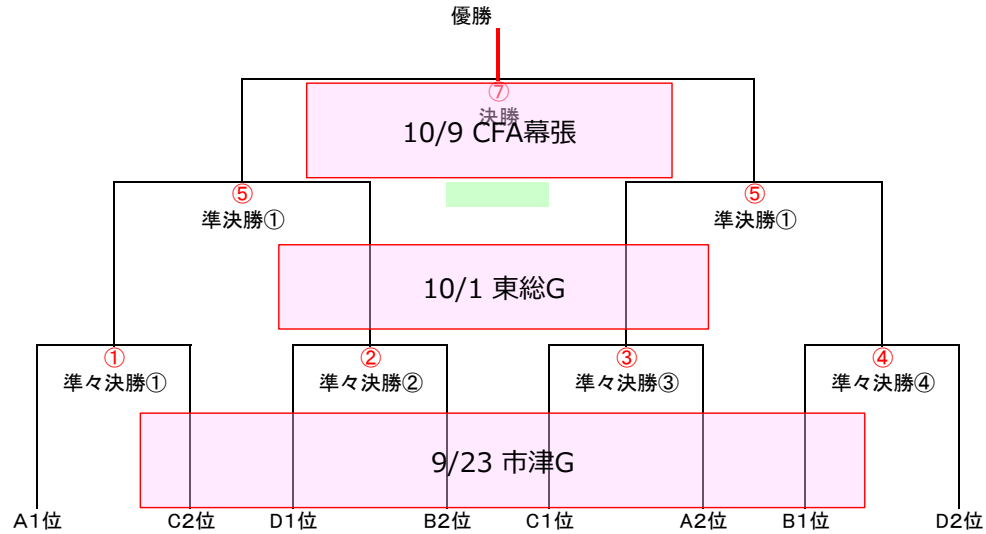 優勝
⑦
決勝
10/9 CFA幕張
⑤
準決勝①
⑤
準決勝①
10/1 東総G
①
準々決勝①
②
準々決勝②
③
準々決勝③
④
準々決勝④
9/23 市津G
A1位
C2位
D1位
B2位
C1位
A2位
B1位
D2位